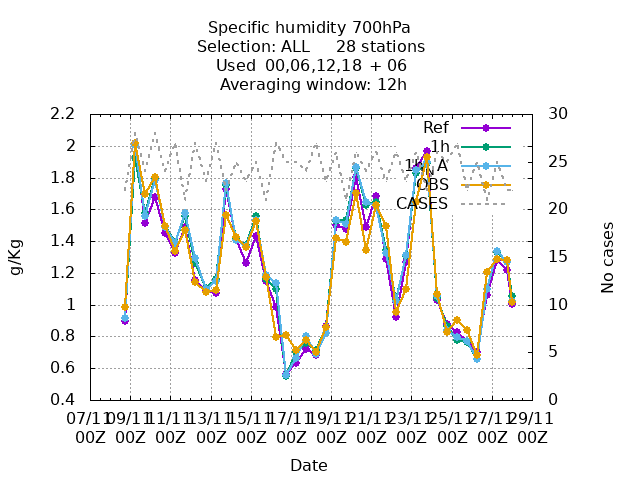 Specific humidity 700hPa
Selection: ALL 28 stations
Used 00,06,12,18 + 06
Averaging window: 12h
g/Kg
No cases
2.2
2
1.8
1.6
1.4
1.2
1
0.8
0.6
0.4
30
25
20
15
10
5
0
Ref
1h
1h_NA
OBS
CASES
07/11 09/11 11/11 13/11 15/11 17/11 19/11 21/11 23/11 25/11 27/11 29/11
00Z 00Z 00Z 00Z 00Z 00Z 00Z 00Z 00Z 00Z 00Z 00Z
Date